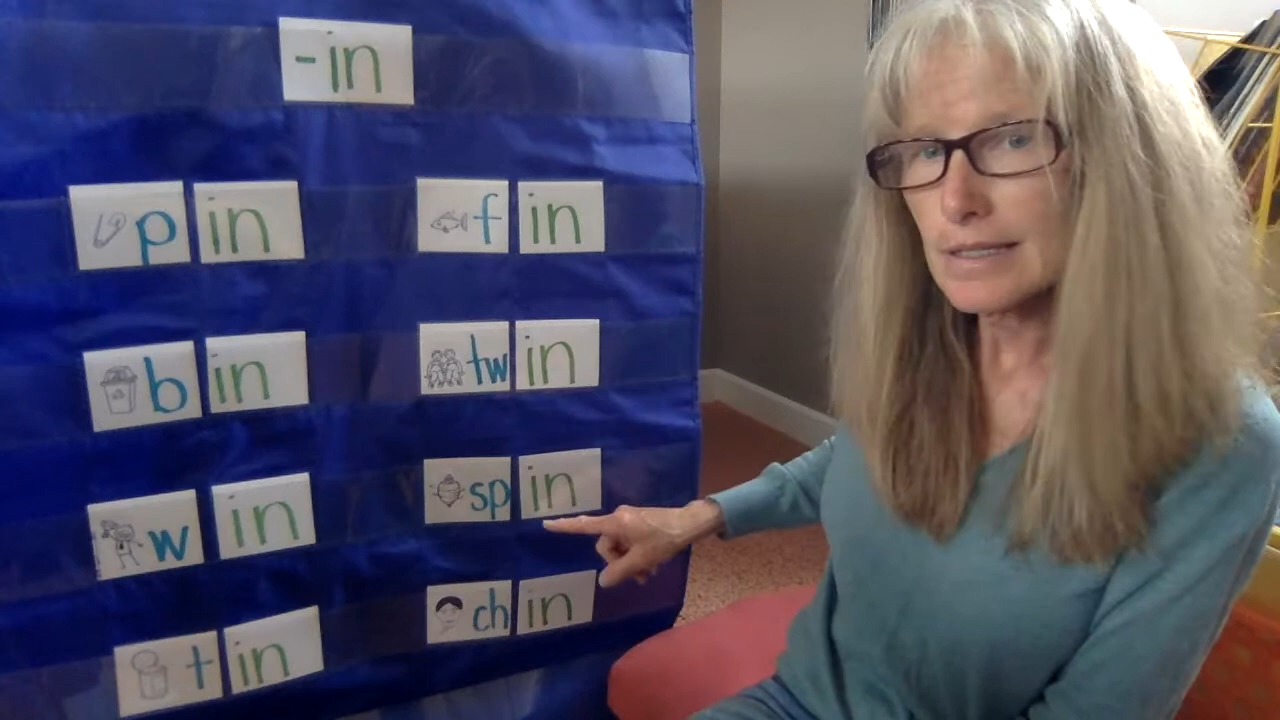 -in
p in f in
b in tw in
w in sp in
t in ch in